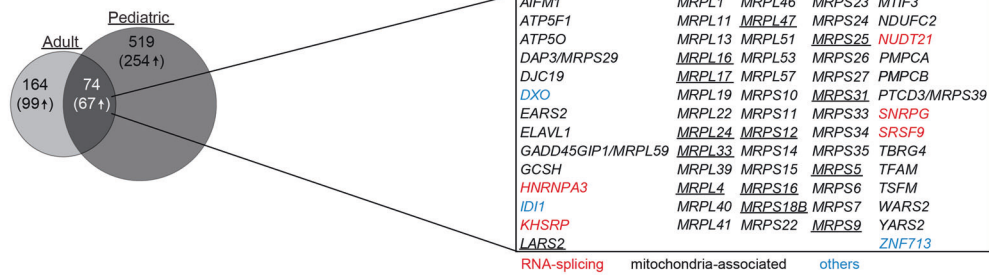 Pediatric
519
(254↑)
Adult
164
(99↑)
74
(67↑)
AIFM1 MRPL1 MRPL46 MRPS23 MTIF3
ATP5F1 MRPL11 MRPL47 MRPS24 NDUFC2
ATP5O MRPL13 MRPL51 MRPS25 NUDT21
DAP3/MRPS29 MRPL16 MRPL53 MRPS26 PMPCA
DJC19 MRPL17 MRPL57 MRPS27 PMPCB
DXO MRPL19 MRPS10 MRPS31 PTCD3/MRPS39
EARS2 MRPL22 MRPS11 MRPS33 SNRPG
ELAVL1 MRPL24 MRPS12 MRPS34 SRSF9
GADD45GIP1/MRPL59 MRPL33 MRPS14 MRPS35 TBRG4
GCSH MRPL39 MRPS15 MRPS5 TFAM
HNRNPA3 MRPL4 MRPS16 MRPS6 TSFM
IDI1 MRPL40 MRPS18B MRPS7 WARS2
KHSRP MRPL41 MRPS22 MRPS9 YARS2
LARS2 ZNF713
RNA-splicing mitochondria-associated others